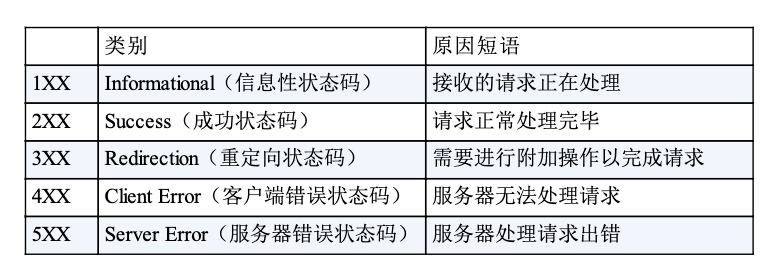 类别 原因短语
1XX Informational（信息性状态码） 接收的请求正在处理
2XX Success（成功状态码） 请求正常处理完毕
3XX Redirection（重定向状态码） 需要进行附加操作以完成请求
4XX Client Error（客户端错误状态码） 服务器无法处理请求
5XX Server Error（服务器错误状态码） 服务器处理请求出错